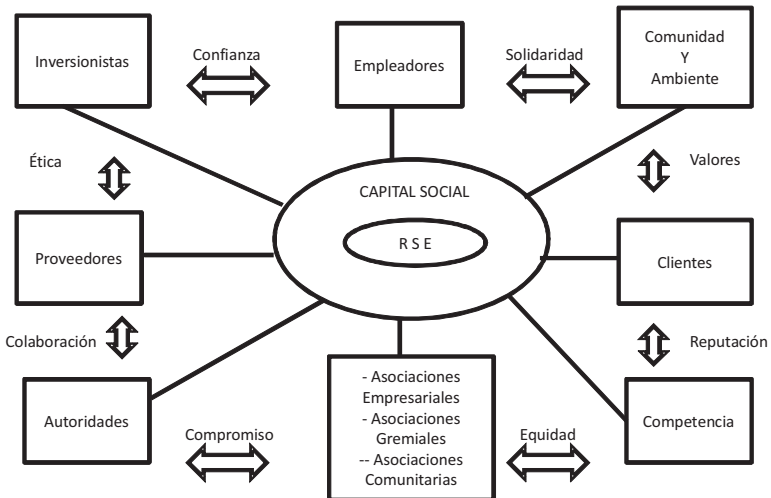 Inversionistas
Confianza
Empleadores
Solidaridad
Comunidad
Y
Ambiente
Ética
Valores
CAPITAL SOCIAL
R S E
Proveedores
Clientes
Colaboración
Reputación
Autoridades
Compromiso
- Asociaciones
Empresariales
- Asociaciones
Gremiales
-- Asociaciones
Comunitarias
Equidad
Competencia